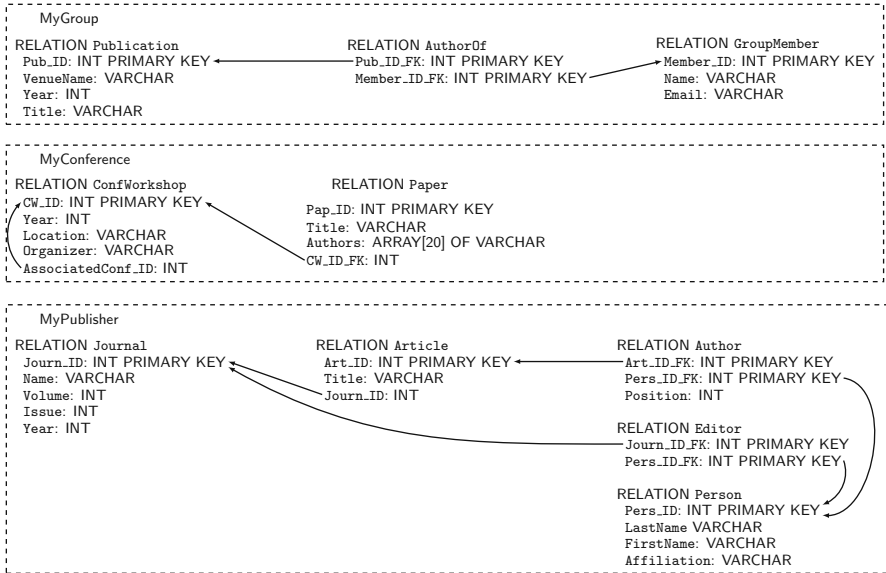 MyGroup
RELATION Publication
Pub_ID: INT PRIMARY KEY
VenueName: VARCHAR
Year: INT
Title: VARCHAR
RELATION AuthorOf
Pub_ID_FK: INT PRIMARY KEY
Member_ID_FK: INT PRIMARY KEY
RELATION GroupMember
Member_ID: INT PRIMARY KEY
Name: VARCHAR
Email: VARCHAR
MyConference
RELATION ConfWorkshop
CW_ID: INT PRIMARY KEY
Year: INT
Location: VARCHAR
Organizer: VARCHAR
AssociatedConf_ID: INT
RELATION Paper
Pap_ID: INT PRIMARY KEY
Title: VARCHAR
Authors: ARRAY[20] OF VARCHAR
CW_ID_FK: INT
MyPublisher
RELATION Journal
Journ_ID: INT PRIMARY KEY
Name: VARCHAR
Volume: INT
Issue: INT
Year: INT
RELATION Article
Art_ID: INT PRIMARY KEY
Title: VARCHAR
Journ_ID: INT
RELATION Author
Art_ID_FK: INT PRIMARY KEY
Pers_ID_FK: INT PRIMARY KEY
Position: INT
RELATION Editor
Journ_ID_FK: INT PRIMARY KEY
Pers_ID_FK: INT PRIMARY KEY
RELATION Person
Pers_ID: INT PRIMARY KEY
LastName VARCHAR
FirstName: VARCHAR
Affiliation: VARCHAR